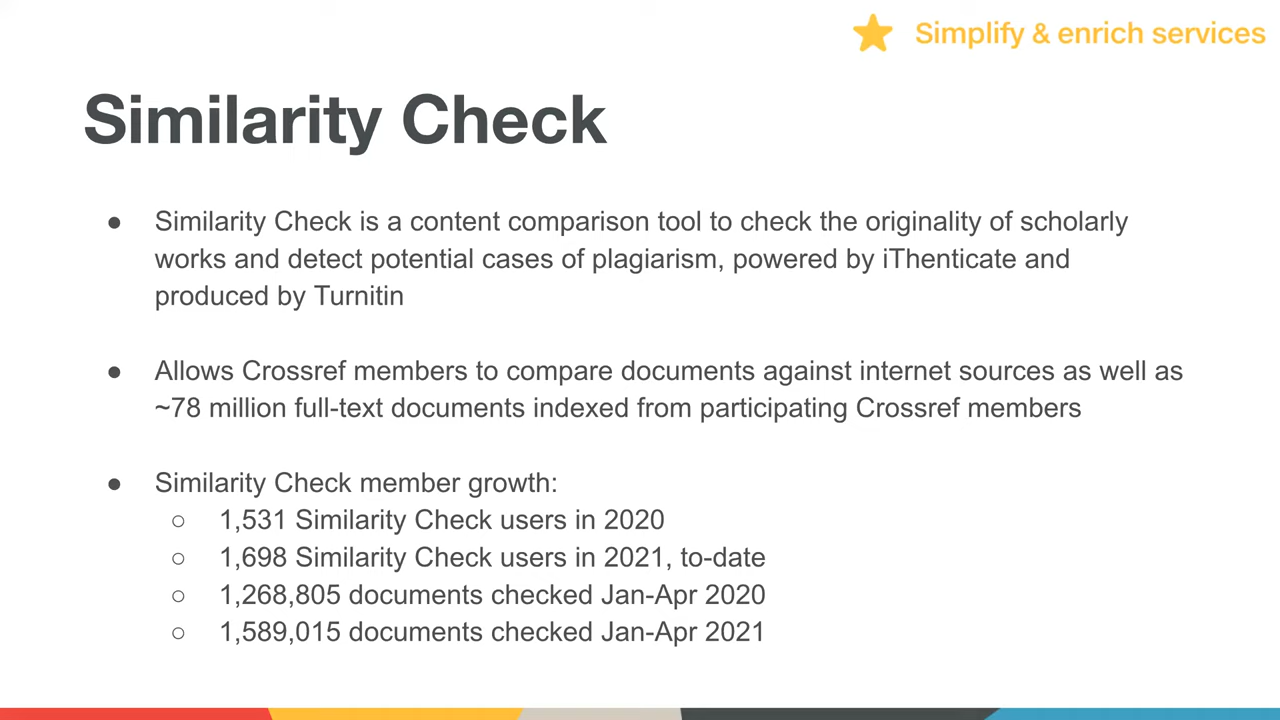 Simplify & enrich services
Similarity Check
● Similarity Check is a content comparison tool to check the originality of scholarly
works and detect potential cases of plagiarism, powered by iThenticate and
produced by Turnitin
● Allows Crossref members to compare documents against internet sources as well as
~78 million full-text documents indexed from participating Crossref members
● Similarity Check member growth:
○ 1,531 Similarity Check users in 2020
○ 1,698 Similarity Check users in 2021, to-date
○ 1,268,805 documents checked Jan-Apr 2020
○ 1,589,015 documents checked Jan-Apr 2021